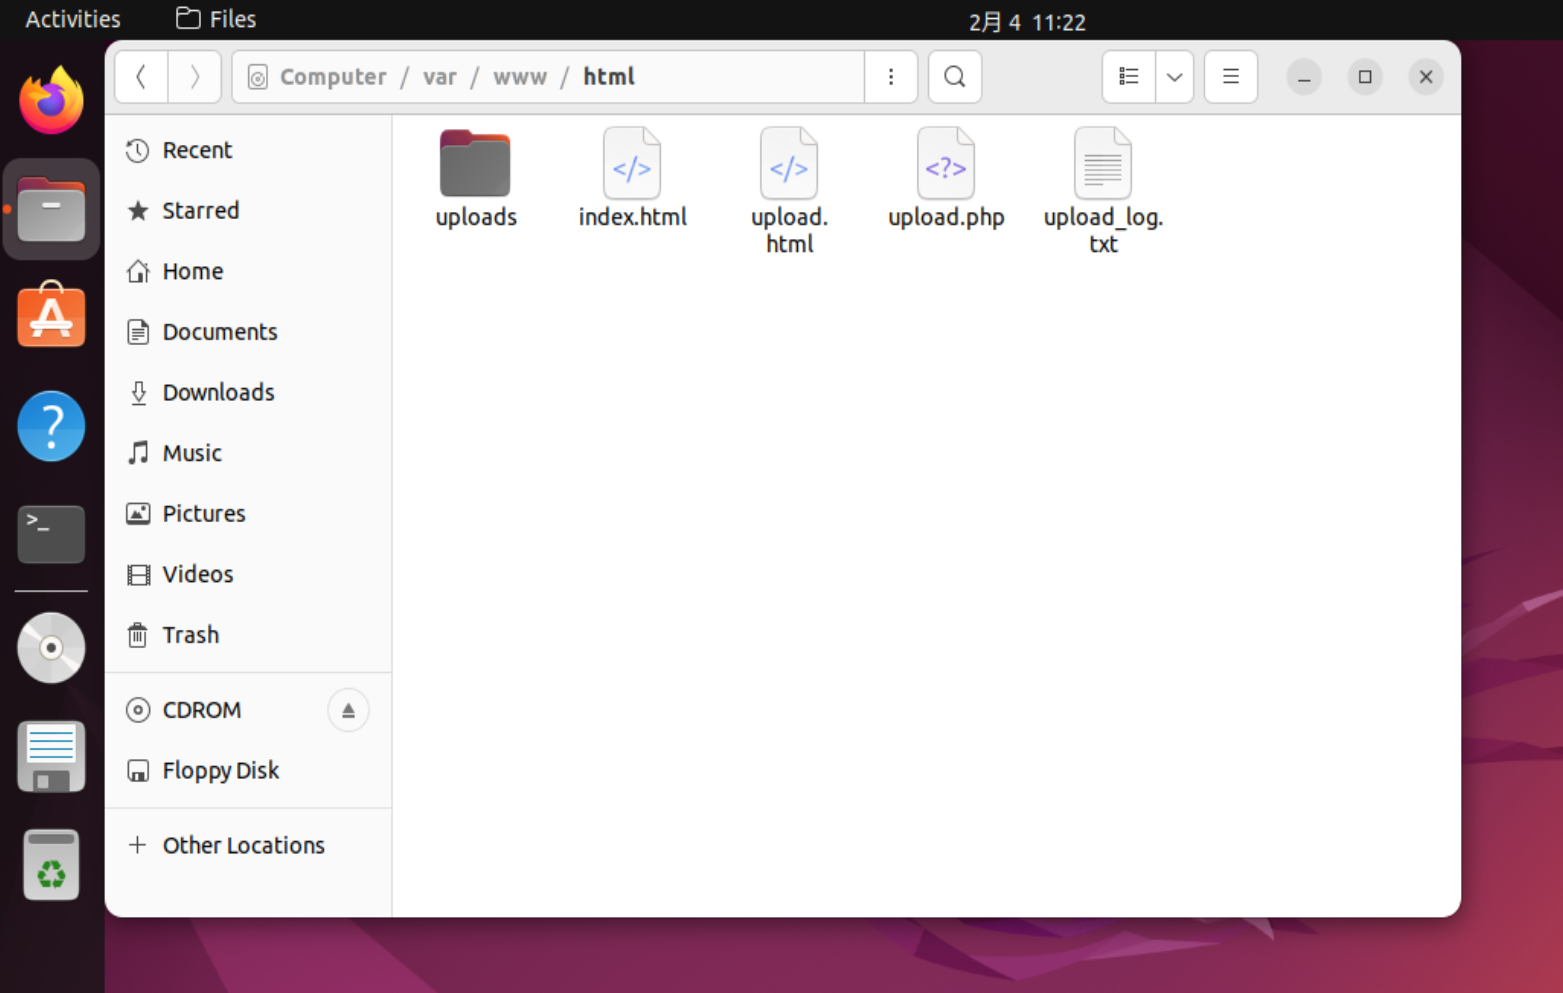 Activities
Files
2月 4 11:22
Computer / var / www / html
Recent
Starred
Home
Documents
Downloads
Music
Pictures
Videos
Trash
CDROM
Floppy Disk
+ Other Locations
uploads
index.html
upload.
html
upload.php
upload_log.
txt